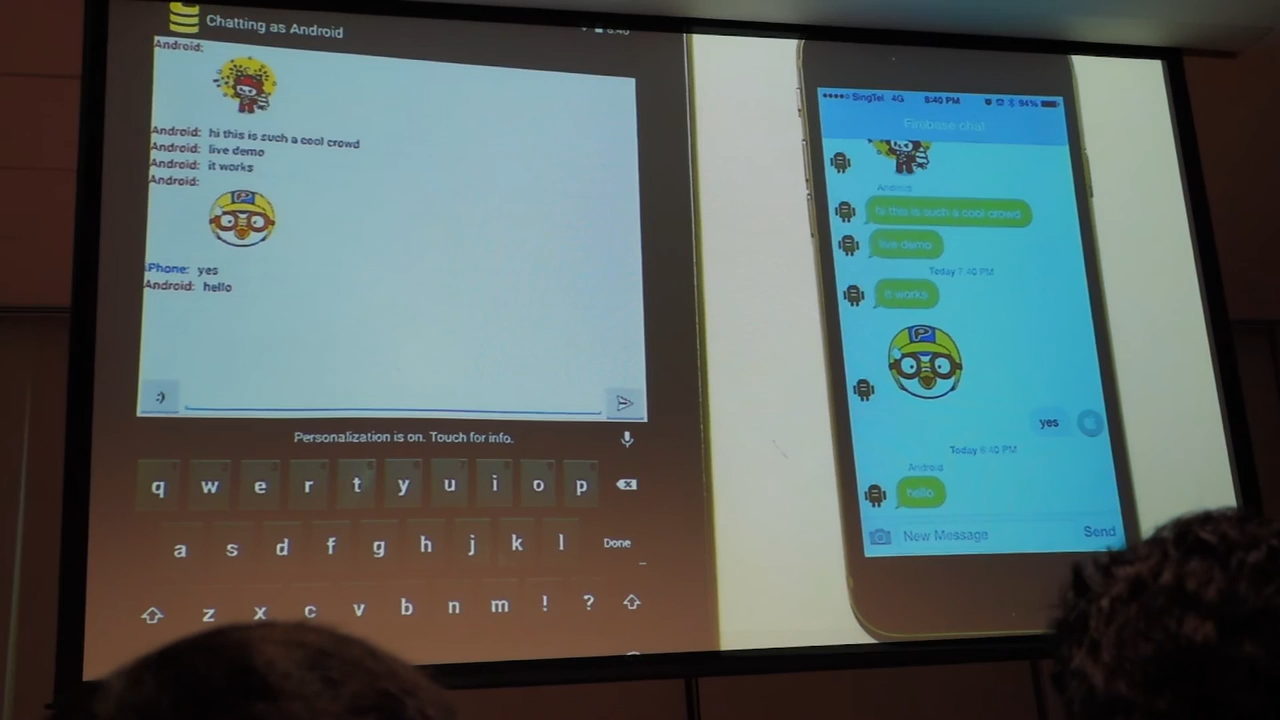 Chatting as Android
Android:
Android: hi this is such a cool crowd
Android: live demo
Android: it works
Android:
P
iPhone: yes
Android: hello
:)
Personalization is on. Touch for info.
q w e r t y u i o p
a s d f g h j k l Done
z x c v b n m ! ?
SingTel 4G 8:40 PM 94%
Firebase chat
Android
hi this is such a cool crowd
live demo
Today 7:40 PM
it works
P
yes
Today 8:40 PM
Android
hello
New Message Send